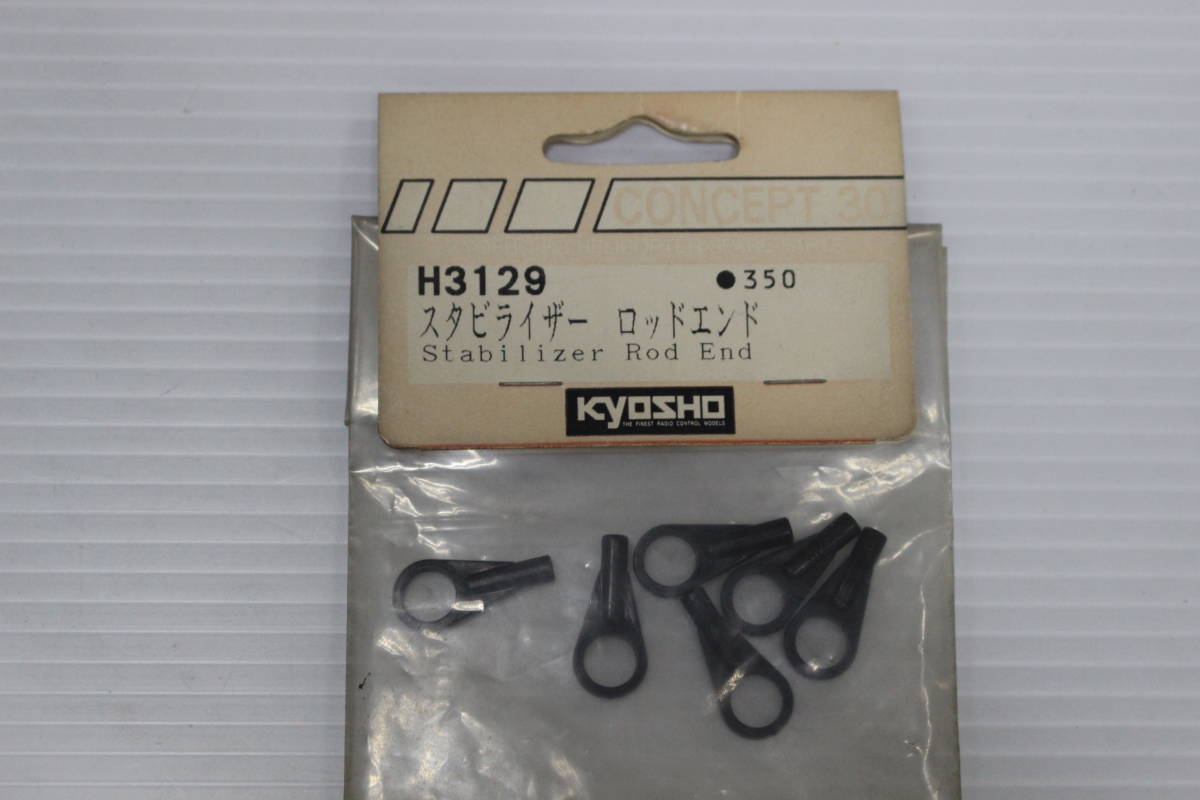 CONCEPT 30
H3129 ●350
スタビライザー ロッドエンド
Stabilizer Rod End
KYOSHO
THE FINEST RADIO CONTROL MODELS